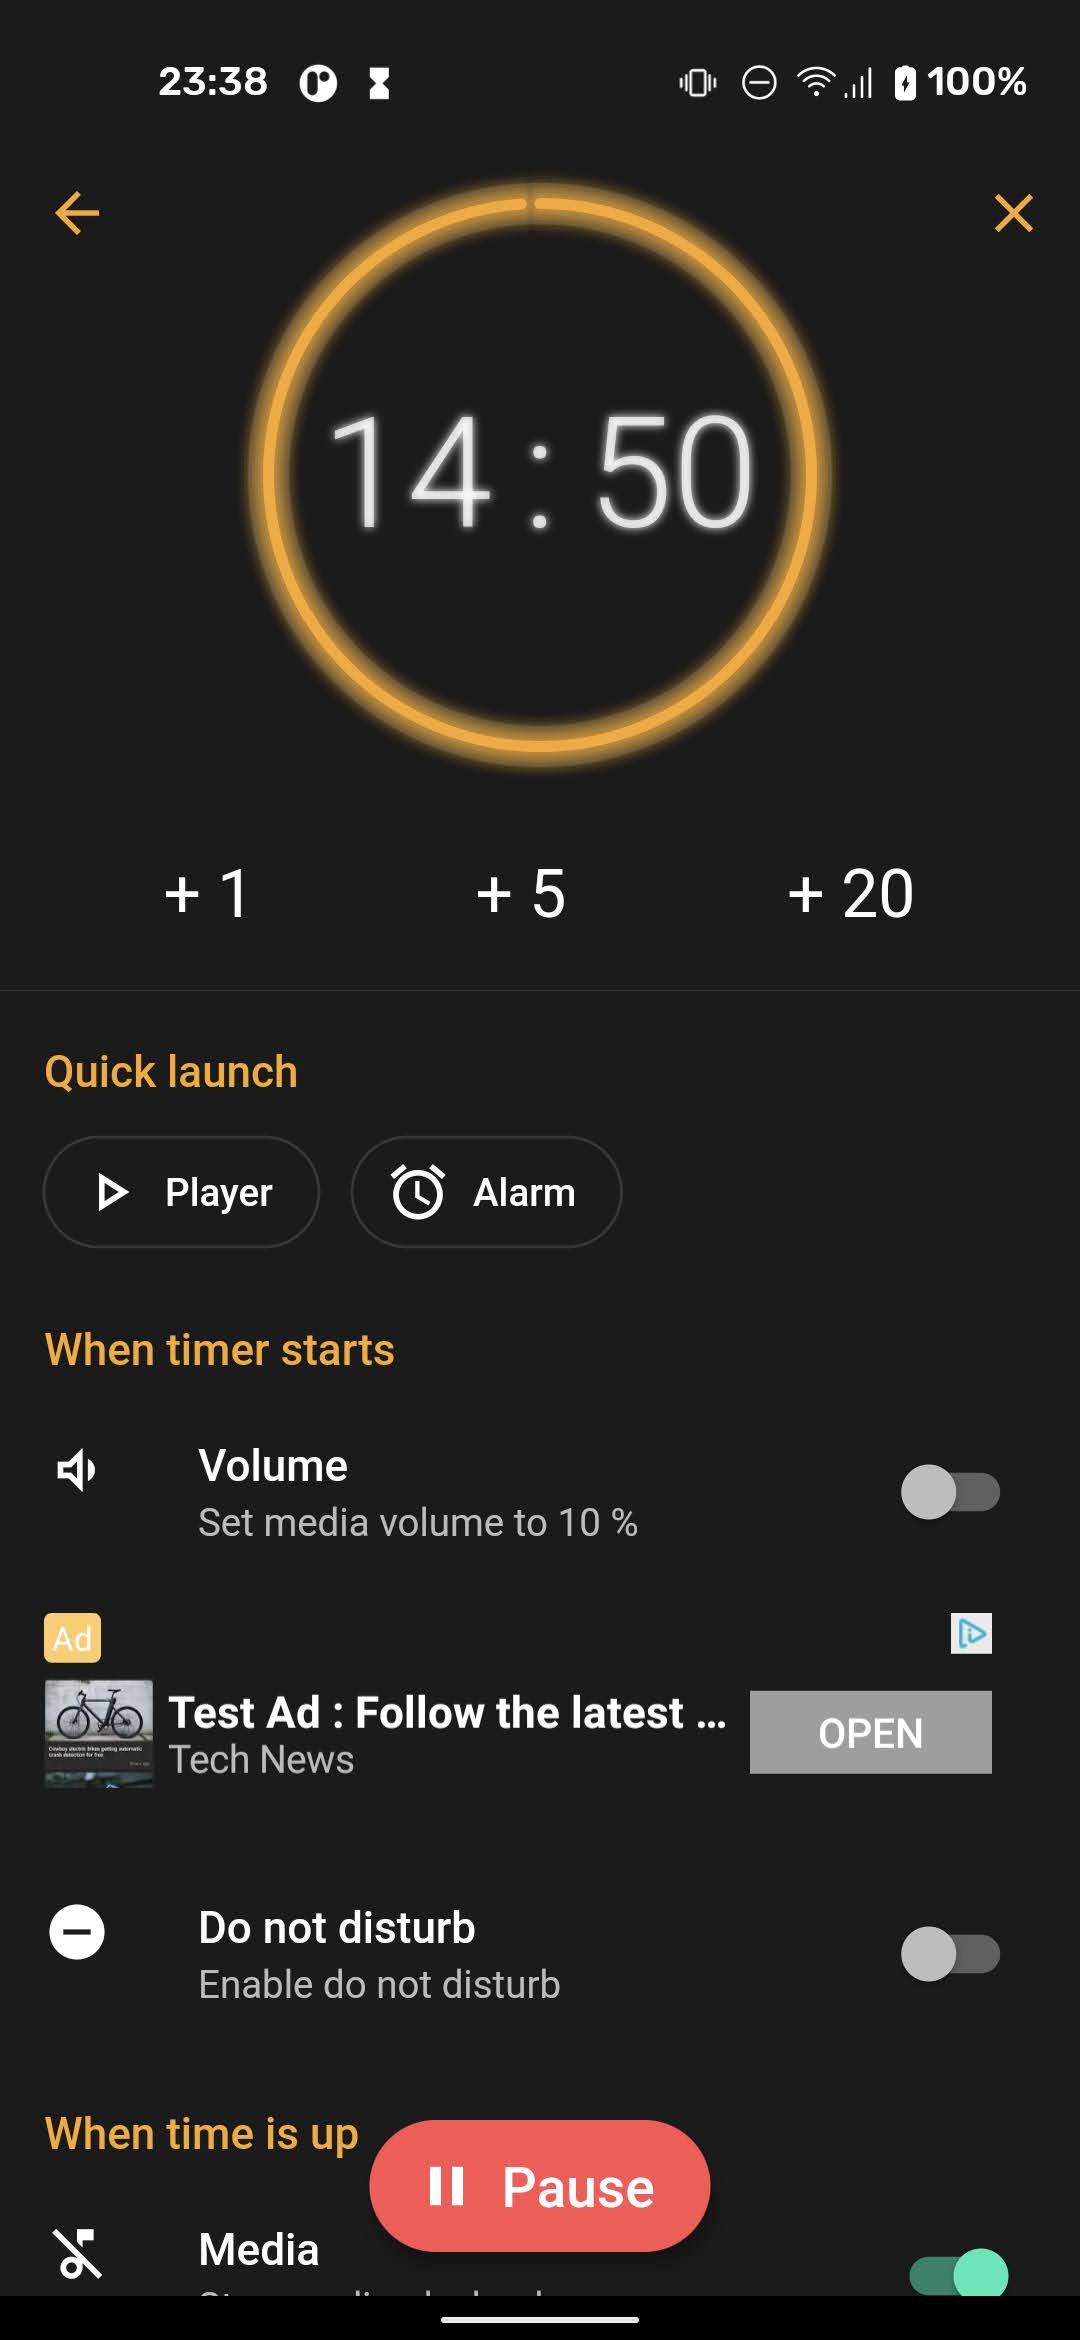 23:38
100%
14 : 50
+ 1
+ 5
+ 20
Quick launch
Player
Alarm
When timer starts
Volume
Set media volume to 10 %
Ad
Test Ad : Follow the latest ...
Tech News
OPEN
Do not disturb
Enable do not disturb
When time is up
Pause
Media